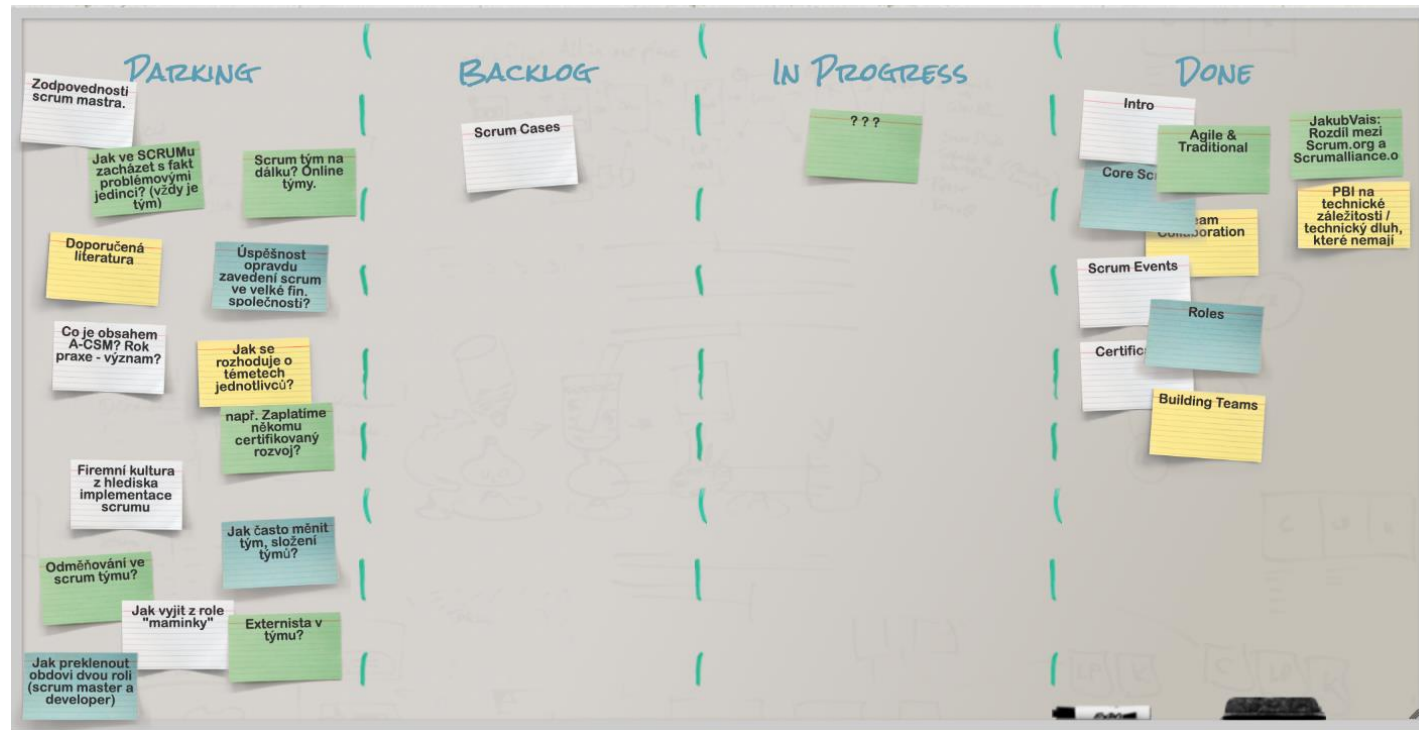 PARKING
Zodpovednosti
scrum mastra.
Jak ve SCRUMu
zacházet s fakt
problémovými
jedinci? (vždy je
tým)
Scrum tým na
dálku? Online
týmy.
Doporučená
literatura
Úspěšnost
opravdu
zavedení scrum
ve velké fin.
společnosti?
Co je obsahem
A-CSM? Rok
praxe - význam?
Jak se
rozhoduje o
tématech
jednotlivců?
např. Zaplatíme
někomu
certifikovaný
rozvoj?
Firemní kultura
z hlediska
implementace
scrumu
Jak často měnit
tým, složení
týmů?
Odměňování ve
scrum týmu?
Jak vyjit z role
"maminky"
Externista v
týmu?
Jak preklenout
obdovi dvou roli
(scrum master a
developer)
BACKLOG
Scrum Cases
IN PROGRESS
? ? ?
DONE
Intro
Agile &
Traditional
JakubVais:
Rozdíl mezi
Scrum.org a
Scrumalliance.o
Core Sc
PBI na
technické
záležitosti /
technický dluh,
které nemají
eam
Collaboration
Scrum Events
Roles
Certific
Building Teams